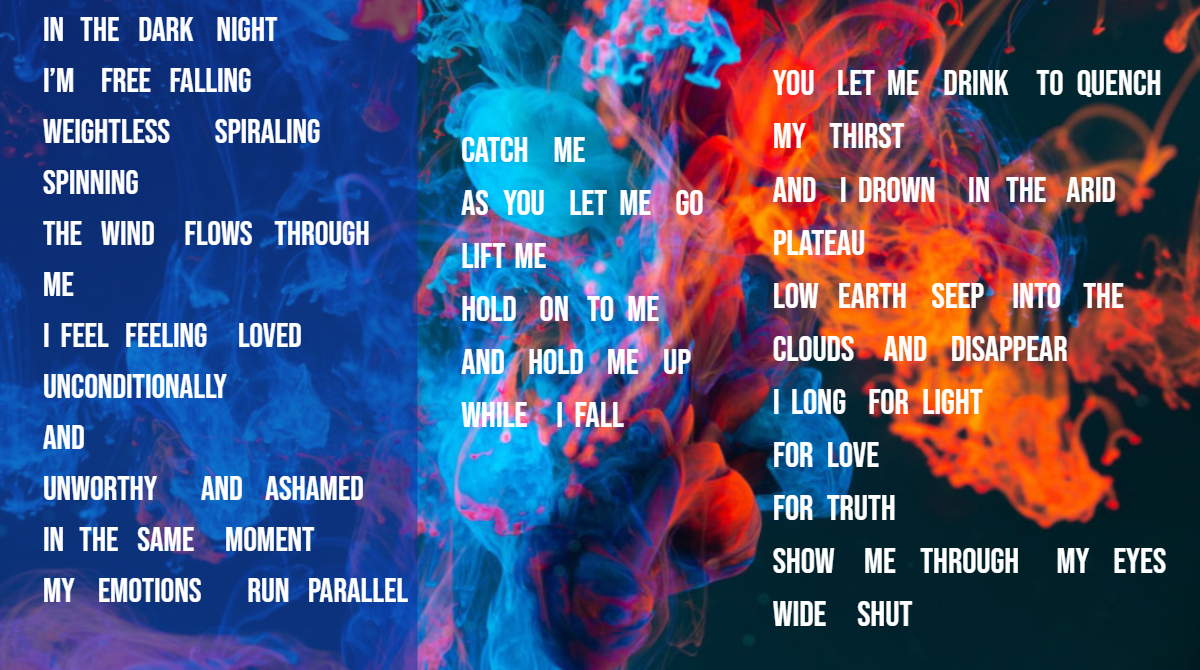 IN THE DARK NIGHT
I'M FREE FALLING
WEIGHTLESS SPIRALING
SPINNING
THE WIND FLOWS THROUGH
ME
I FEEL FEELING LOVED
UNCONDITIONALLY
AND
UNWORTHY AND ASHAMED
IN THE SAME MOMENT
MY EMOTIONS RUN PARALLEL
CATCH ME
AS YOU LET ME GO
LIFT ME
HOLD ON TO ME
AND HOLD ME UP
WHILE I FALL
YOU LET ME DRINK TO QUENCH
MY THIRST
AND I DROWN IN THE ARID
PLATEAU
LOW EARTH SEEP INTO THE
CLOUDS AND DISAPPEAR
I LONG FOR LIGHT
FOR LOVE
FOR TRUTH
SHOW ME THROUGH MY EYES
WIDE SHUT